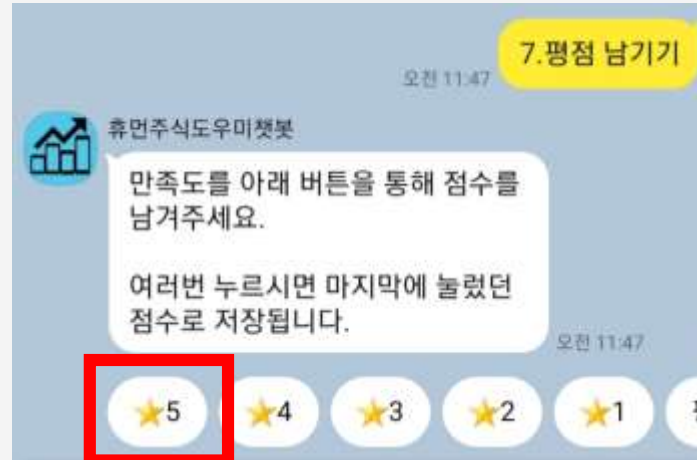 7.평점 남기기
오전 11:47
휴먼주식도우미챗봇
만족도를 아래 버튼을 통해 점수를
남겨주세요.
여러번 누르시면 마지막에 눌렀던
점수로 저장됩니다.
오전 11:47
⭐5 ⭐4 ⭐3 ⭐2 ⭐1